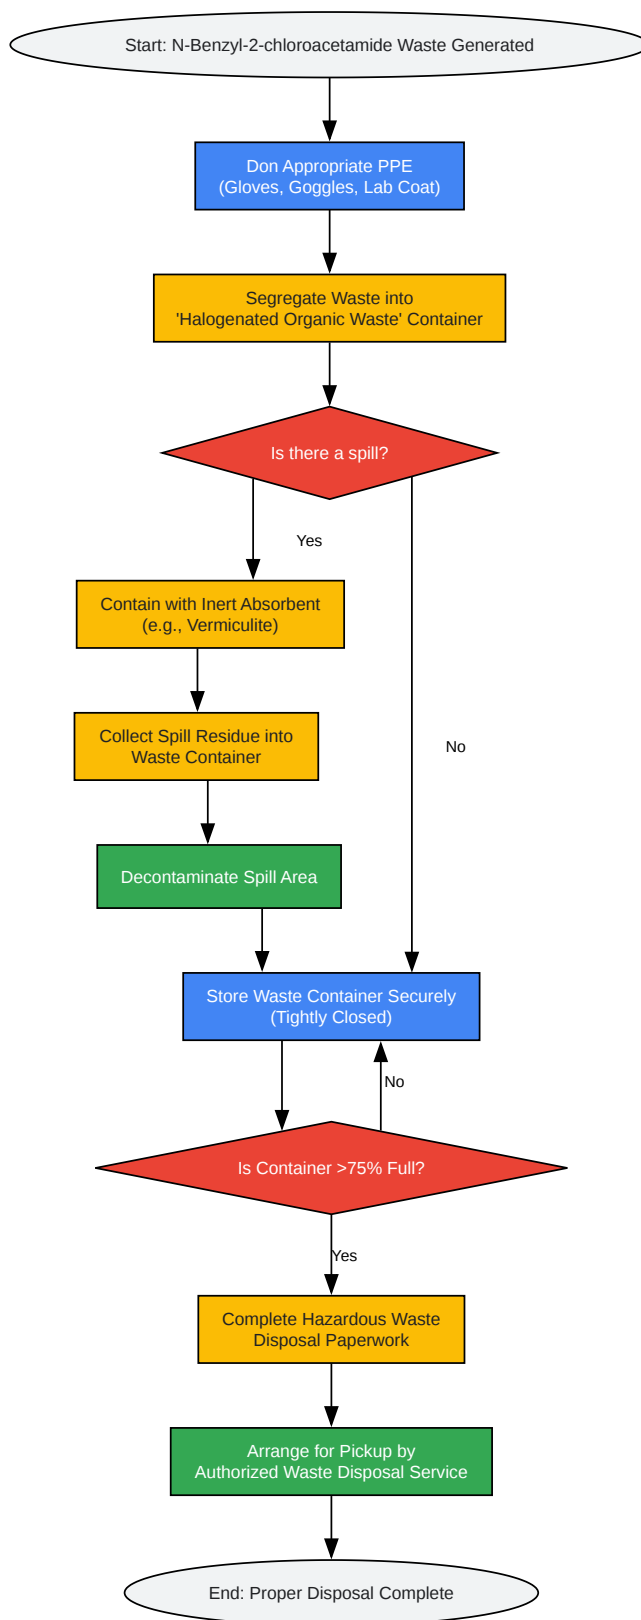 Start: N-Benzyl-2-chloroacetamide Waste Generated
Don Appropriate PPE
(Gloves, Goggles, Lab Coat)
Segregate Waste into
'Halogenated Organic Waste' Container
Is there a spill?
Yes
Contain with Inert Absorbent
(e.g., Vermiculite)
Collect Spill Residue into
Waste Container
No
Decontaminate Spill Area
Store Waste Container Securely
(Tightly Closed)
No
Is Container >75% Full?
Yes
Complete Hazardous Waste
Disposal Paperwork
Arrange for Pickup by
Authorized Waste Disposal Service
End: Proper Disposal Complete